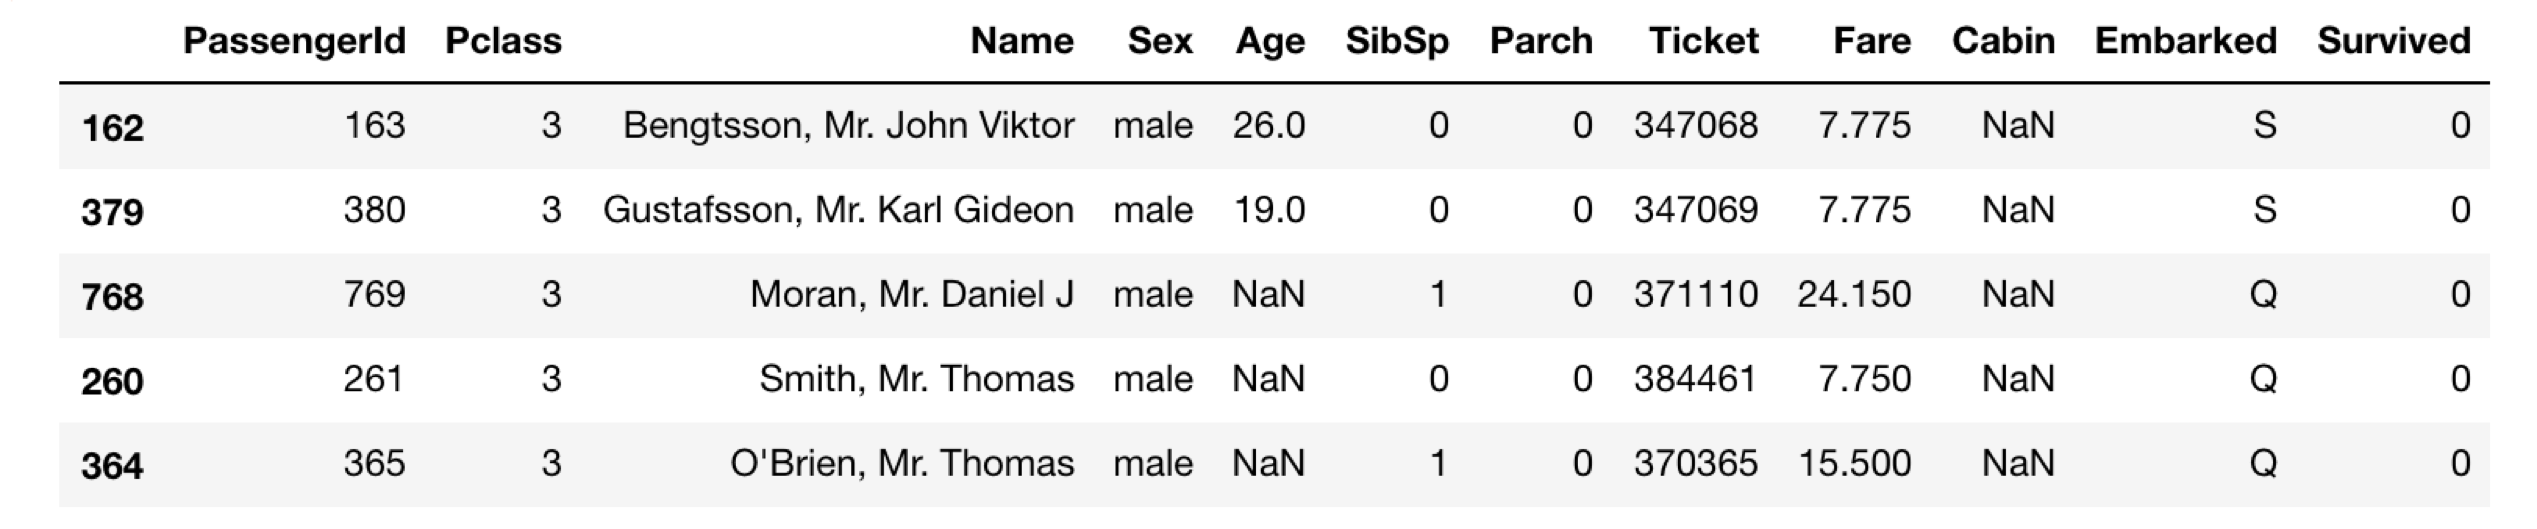 PassengerId Pclass Name Sex Age SibSp Parch Ticket Fare Cabin Embarked Survived
162 163 3 Bengtsson, Mr. John Viktor male 26.0 0 0 347068 7.775 NaN S 0
379 380 3 Gustafsson, Mr. Karl Gideon male 19.0 0 0 347069 7.775 NaN S 0
768 769 3 Moran, Mr. Daniel J male NaN 1 0 371110 24.150 NaN Q 0
260 261 3 Smith, Mr. Thomas male NaN 0 0 384461 7.750 NaN Q 0
364 365 3 O'Brien, Mr. Thomas male NaN 1 0 370365 15.500 NaN Q 0